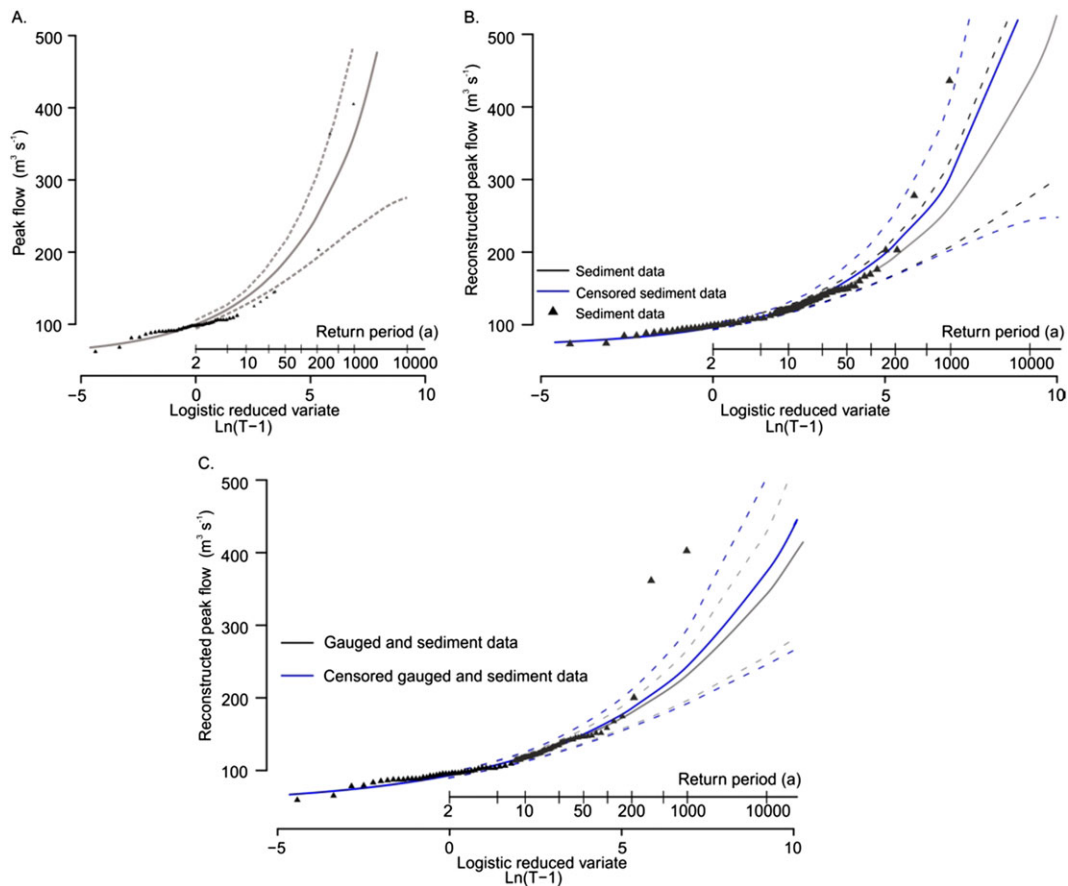 A.
500
400
300
200
100
Peak flow (m³ s⁻¹)
Return period (a)
2 10 50 200 1000 10000
−5 0 5 10
Logistic reduced variate
Ln(T−1)
B.
500
400
300
200
100
Reconstructed peak flow (m³ s⁻¹)
Sediment data
Censored sediment data
Sediment data
Return period (a)
2 10 50 200 1000 10000
−5 0 5 10
Logistic reduced variate
Ln(T−1)
C.
500
400
300
200
100
Reconstructed peak flow (m³ s⁻¹)
Gauged and sediment data
Censored gauged and sediment data
Return period (a)
2 10 50 200 1000 10000
−5 0 5 10
Logistic reduced variate
Ln(T−1)